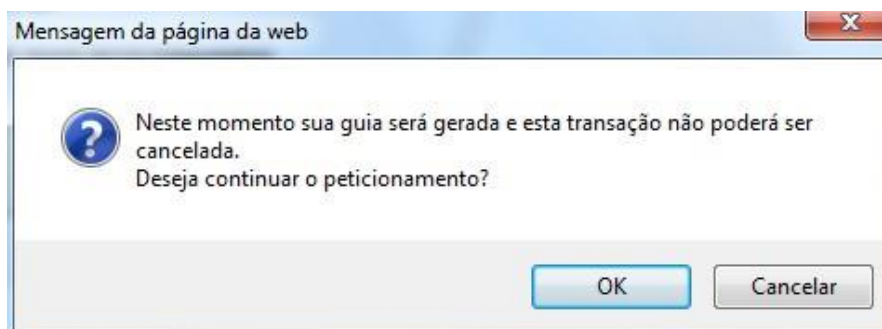 Mensagem da página da web
Neste momento sua guia será gerada e esta transação não poderá ser
cancelada.
Deseja continuar o peticionamento?
OK Cancelar